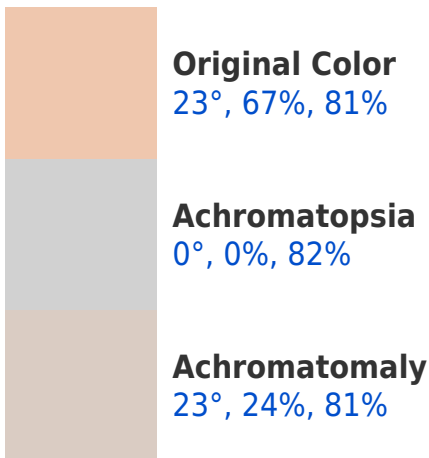 Original Color
23°, 67%, 81%
Achromatopsia
0°, 0%, 82%
Achromatomaly
23°, 24%, 81%